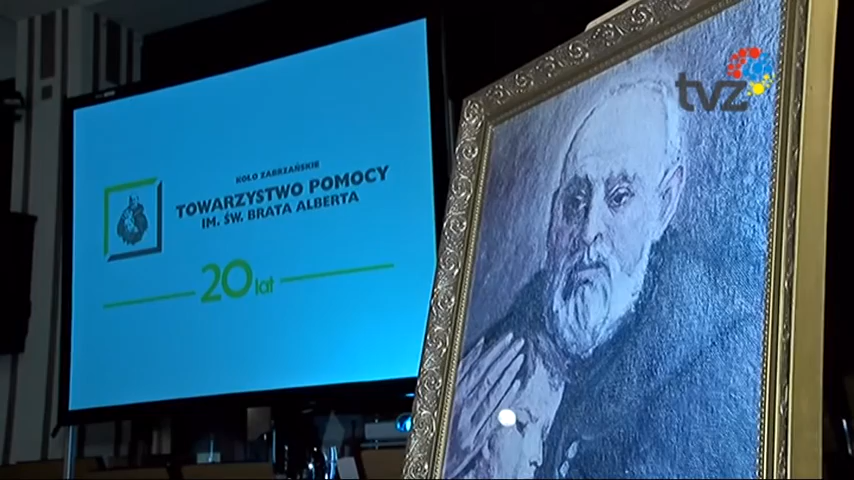 tvz
KOŁO ZABRZAŃSKIE
TOWARZYSTWO POMOCY
IM. ŚW. BRATA ALBERTA
20 lat